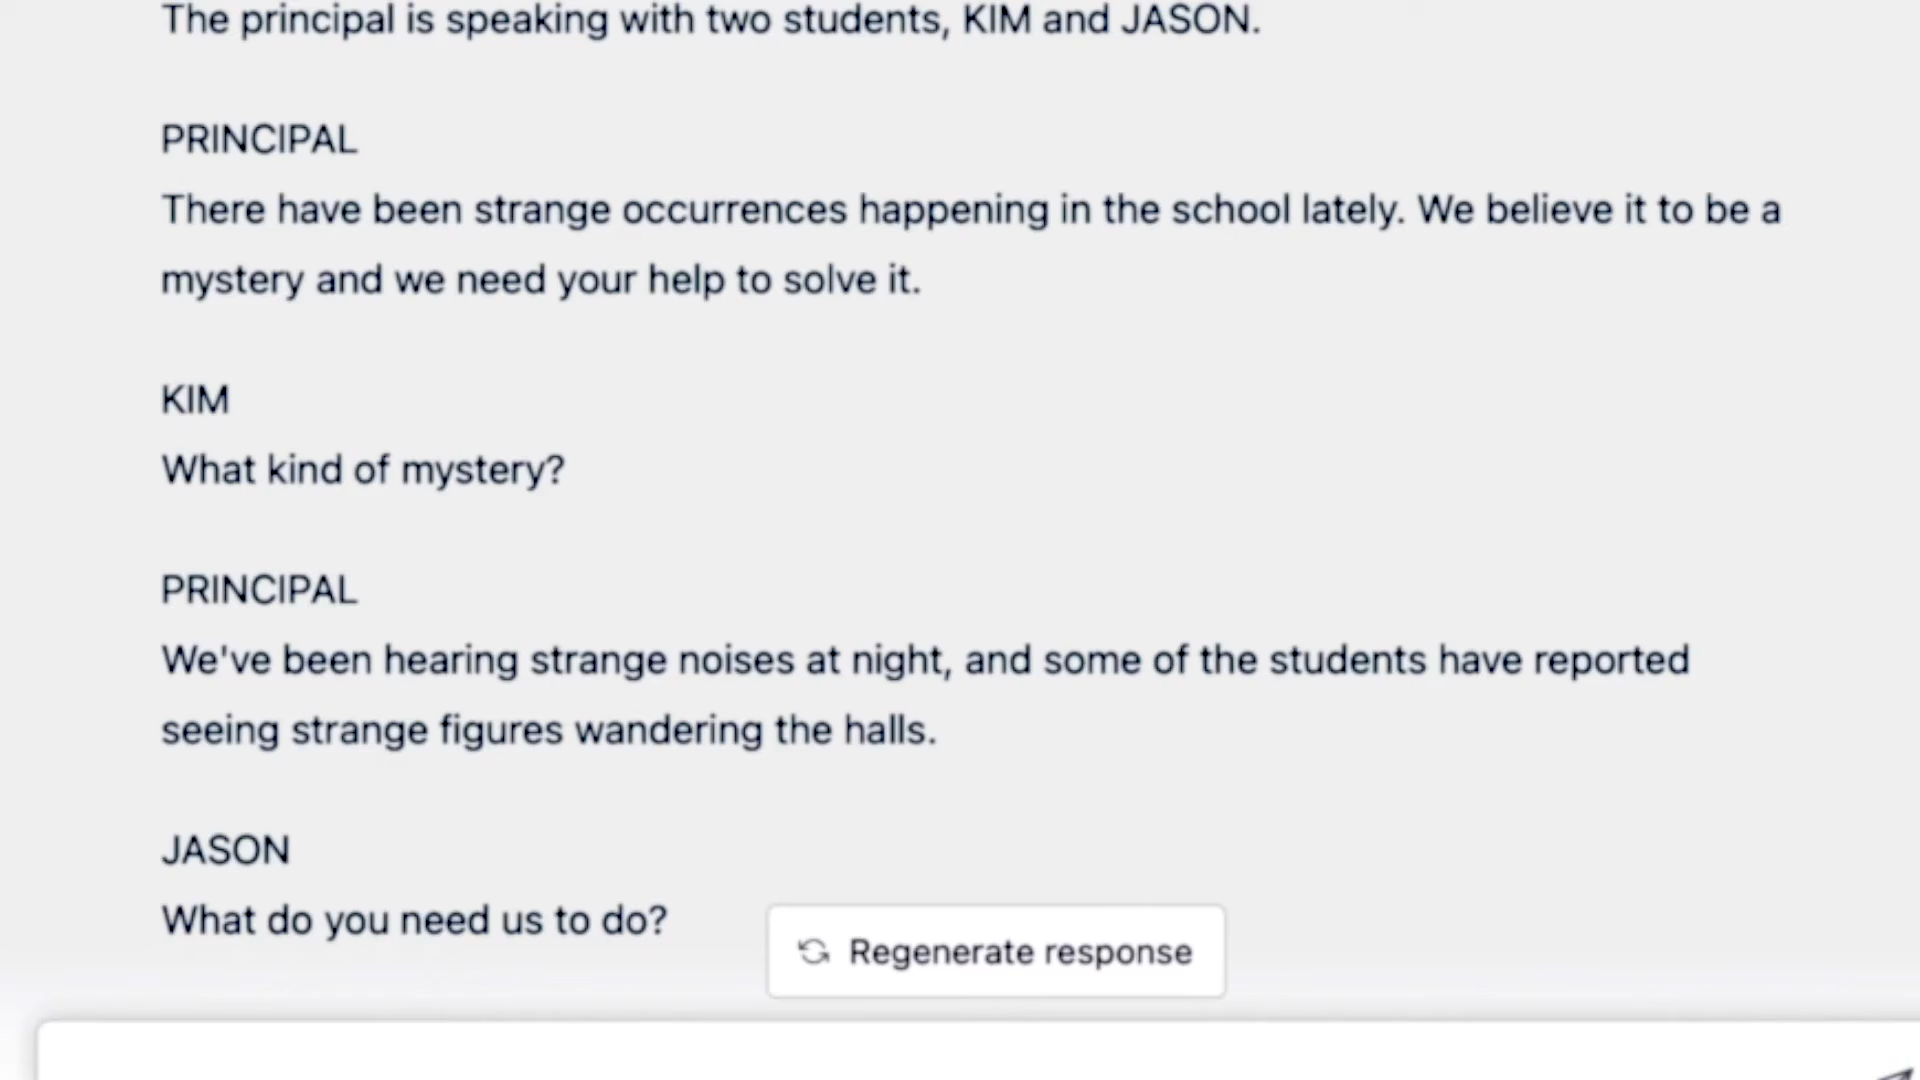 The principal is speaking with two students, KIM and JASON.
PRINCIPAL
There have been strange occurrences happening in the school lately. We believe it to be a
mystery and we need your help to solve it.
KIM
What kind of mystery?
PRINCIPAL
We've been hearing strange noises at night, and some of the students have reported
seeing strange figures wandering the halls.
JASON
What do you need us to do?
Regenerate response